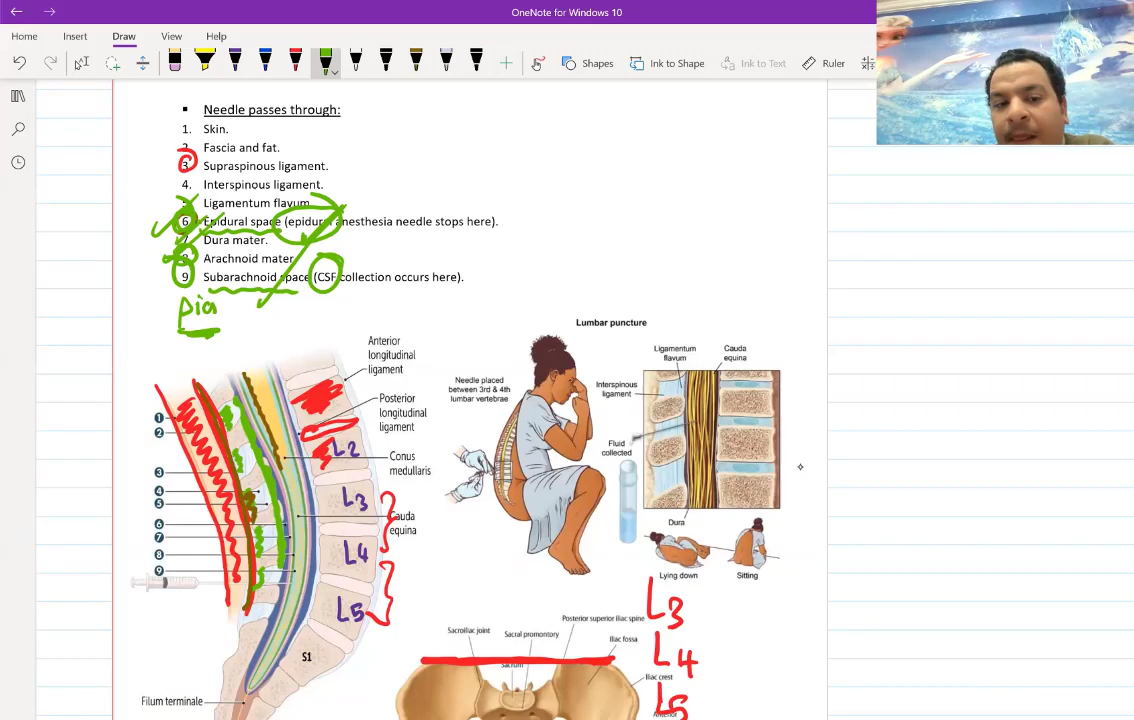 OneNote for Windows 10
Home Insert Draw View Help
Shapes Ink to Shape Ink to Text Ruler
Needle passes through:
1. Skin.
2. Fascia and fat.
3. Supraspinous ligament.
4. Interspinous ligament.
5. Ligamentum flavum.
6. Epidural space (epidural anesthesia needle stops here).
7. Dura mater.
8. Arachnoid mater
9. Subarachnoid space (CSF collection occurs here).
pia
Anterior
longitudinal
ligament
Posterior
longitudinal
ligament
Conus
medullaris
Cauda
equina
1
2
3
4
5
6
7
8
9
L2
L3
L4
L5
S1
Filum terminale
Lumbar puncture
Needle placed
between 3rd & 4th
lumbar vertebrae
Ligamentum
flavum
Cauda
equina
Interspinous
ligament
Fluid
collected
Dura
Lying down
Sitting
L3
L4
L5
Posterior superior iliac spine
Sacroiliac joint
Sacral promontory
Iliac fossa
Sacrum
Iliac crest
Anterior